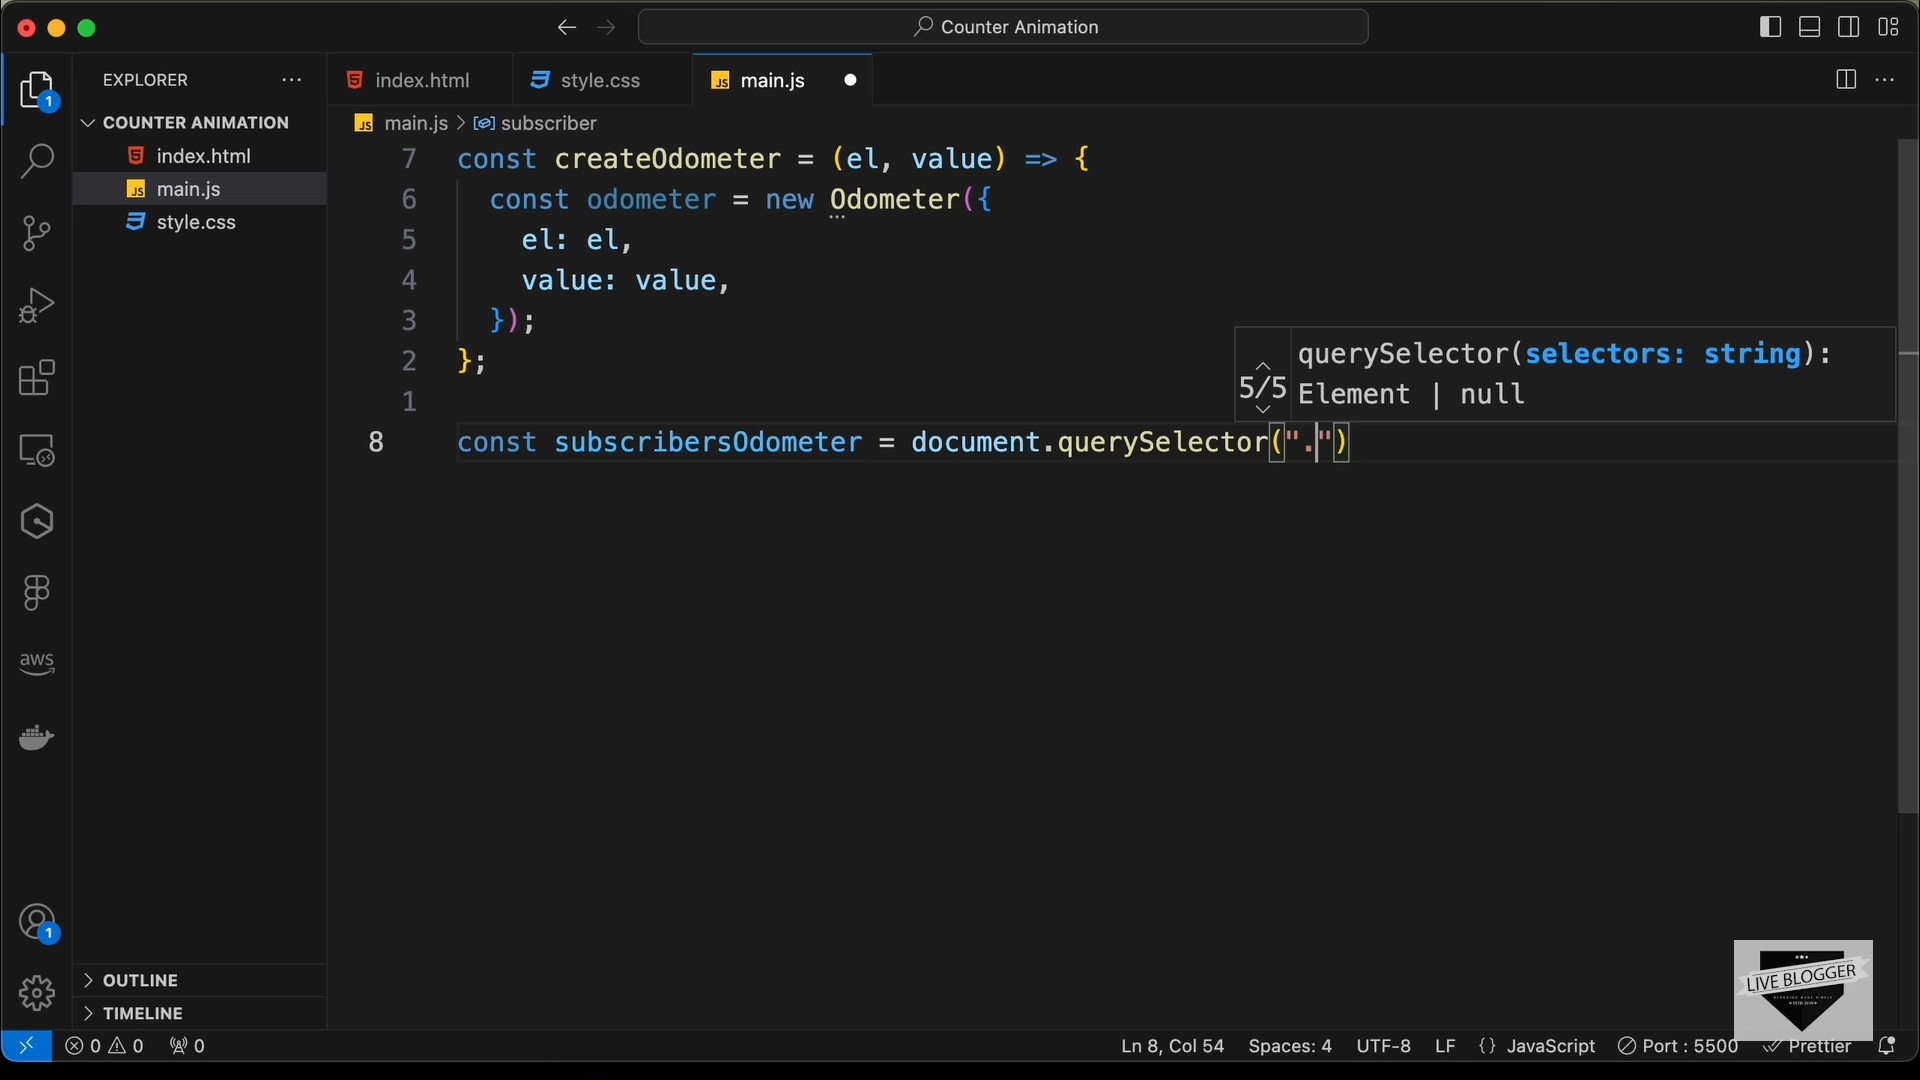 Counter Animation
EXPLORER
COUNTER ANIMATION
index.html
main.js
style.css
OUTLINE
TIMELINE
1
aws
1
index.html
style.css
main.js
main.js > subscriber
7 const createOdometer = (el, value) => {
6 const odometer = new Odometer({
5 el: el,
4 value: value,
3 });
2 };
1
8 const subscribersOdometer = document.querySelector(".")
5/5
querySelector(selectors: string):
Element | null
LIVE BLOGGER
0 0 0
Ln 8, Col 54 Spaces: 4 UTF-8 LF {} JavaScript Port : 5500 Prettier